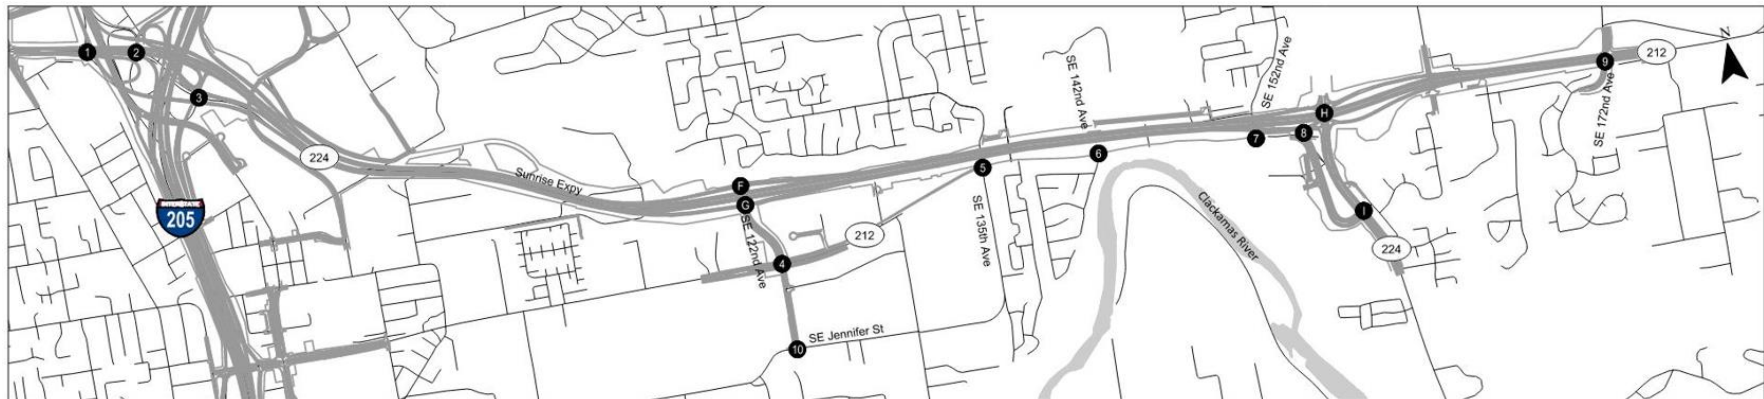 1
2
3
224
INTERSTATE
205
Sunrise Expy
F
G
SE 122nd Ave
4
212
10
SE Jennifer St
5
SE 135th Ave
SE 142nd Ave
6
Clackamas River
SE 152nd Ave
7
8
H
I
224
SE 172nd Ave
9
212
N